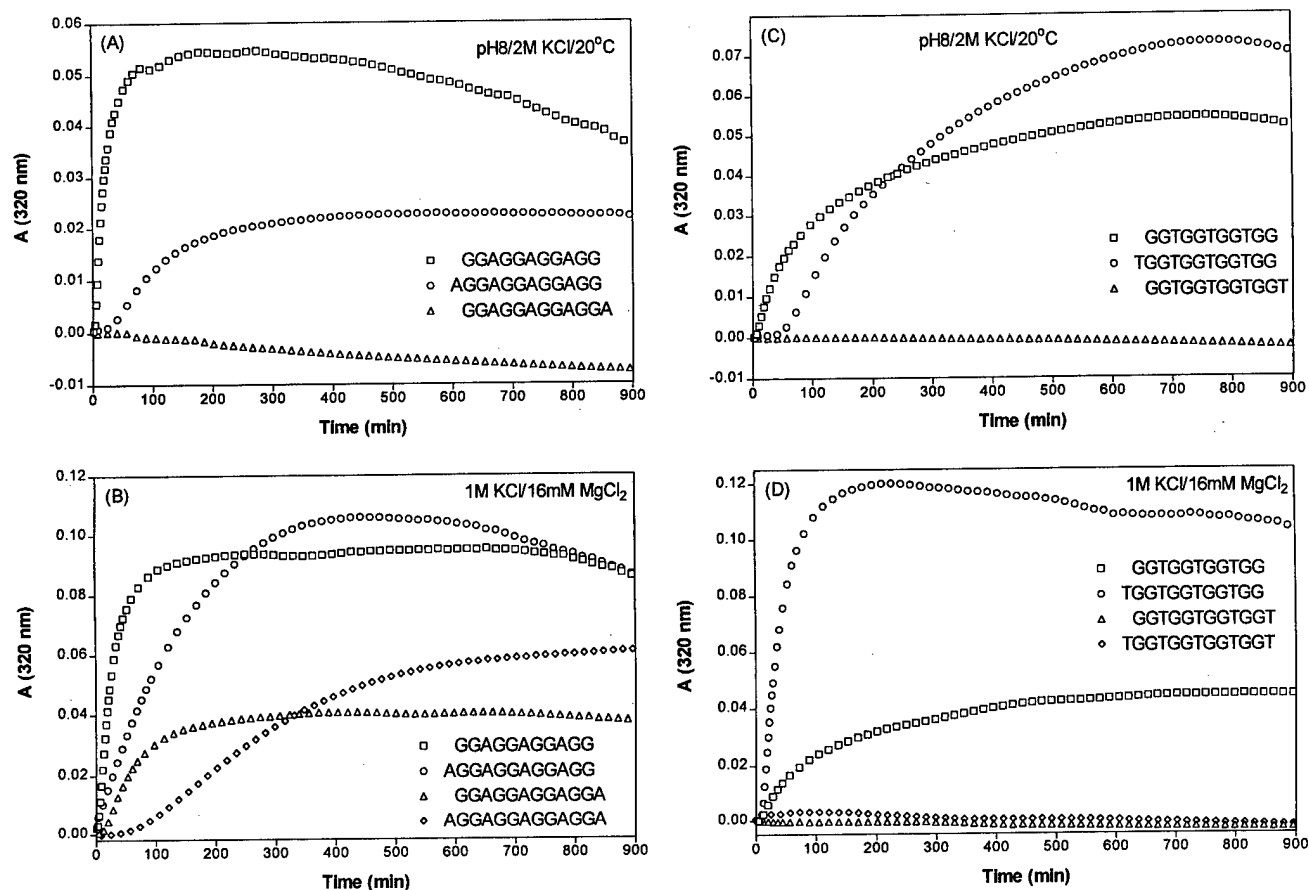 (A)
pH8/2M KCl/20°C
A (320 nm)
0.06
0.05
0.04
0.03
0.02
0.01
0.00
-0.01
GGAGGAGGAGG
AGGAGGAGGAGG
GGAGGAGGAGGA
0 100 200 300 400 500 600 700 800 900
Time (min)
(C)
pH8/2M KCl/20°C
A (320 nm)
0.07
0.06
0.05
0.04
0.03
0.02
0.01
0.00
-0.01
GGTGGTGGTGG
TGGTGGTGGTGG
GGTGGTGGTGGT
0 100 200 300 400 500 600 700 800 900
Time (min)
(B)
1M KCl/16mM MgCl2
A (320 nm)
0.12
0.10
0.08
0.06
0.04
0.02
0.00
GGAGGAGGAGG
AGGAGGAGGAGG
GGAGGAGGAGGA
AGGAGGAGGAGGA
0 100 200 300 400 500 600 700 800 900
Time (min)
(D)
1M KCl/16mM MgCl2
A (320 nm)
0.12
0.10
0.08
0.06
0.04
0.02
0.00
GGTGGTGGTGG
TGGTGGTGGTGG
GGTGGTGGTGGT
TGGTGGTGGTGGT
0 100 200 300 400 500 600 700 800 900
Time (min)